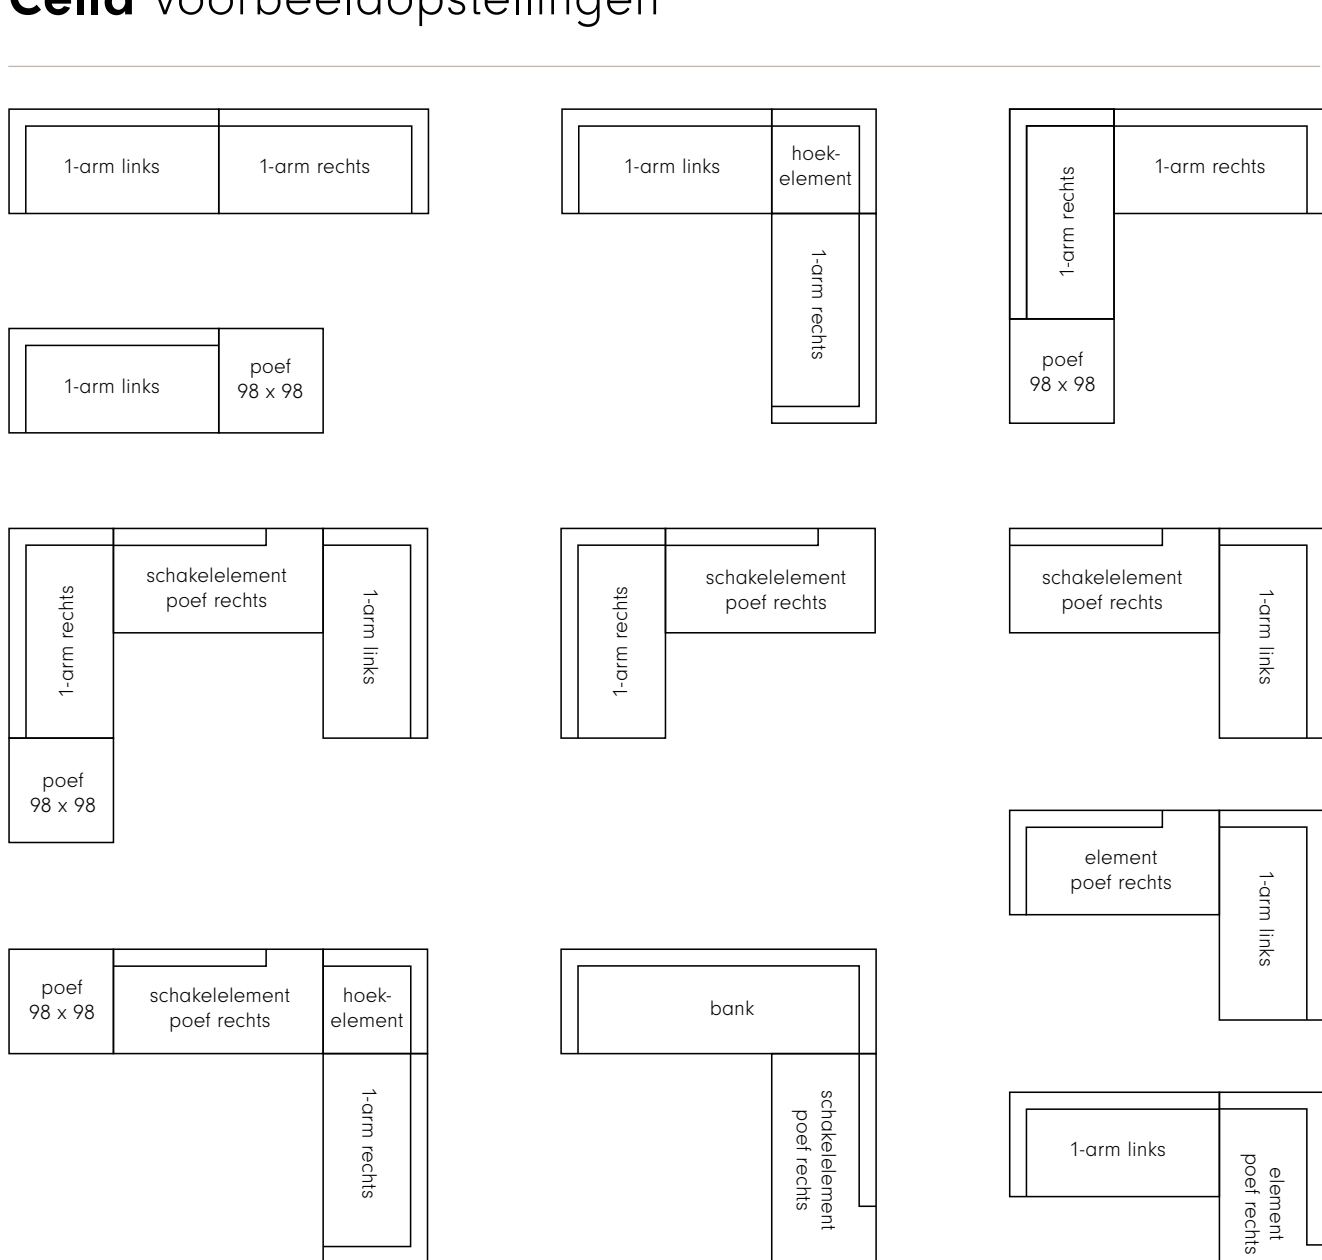 Celia voorbeeldopstellingen
1-arm links
1-arm rechts
1-arm links
hoek-
element
1-arm rechts
1-arm rechts
1-arm rechts
poef
98 x 98
1-arm links
poef
98 x 98
1-arm rechts
schakelelement
poef rechts
1-arm links
poef
98 x 98
1-arm rechts
schakelelement
poef rechts
schakelelement
poef rechts
1-arm links
element
poef rechts
1-arm links
poef
98 x 98
schakelelement
poef rechts
hoek-
element
1-arm rechts
bank
schakelelement
poef rechts
1-arm links
element
poef rechts